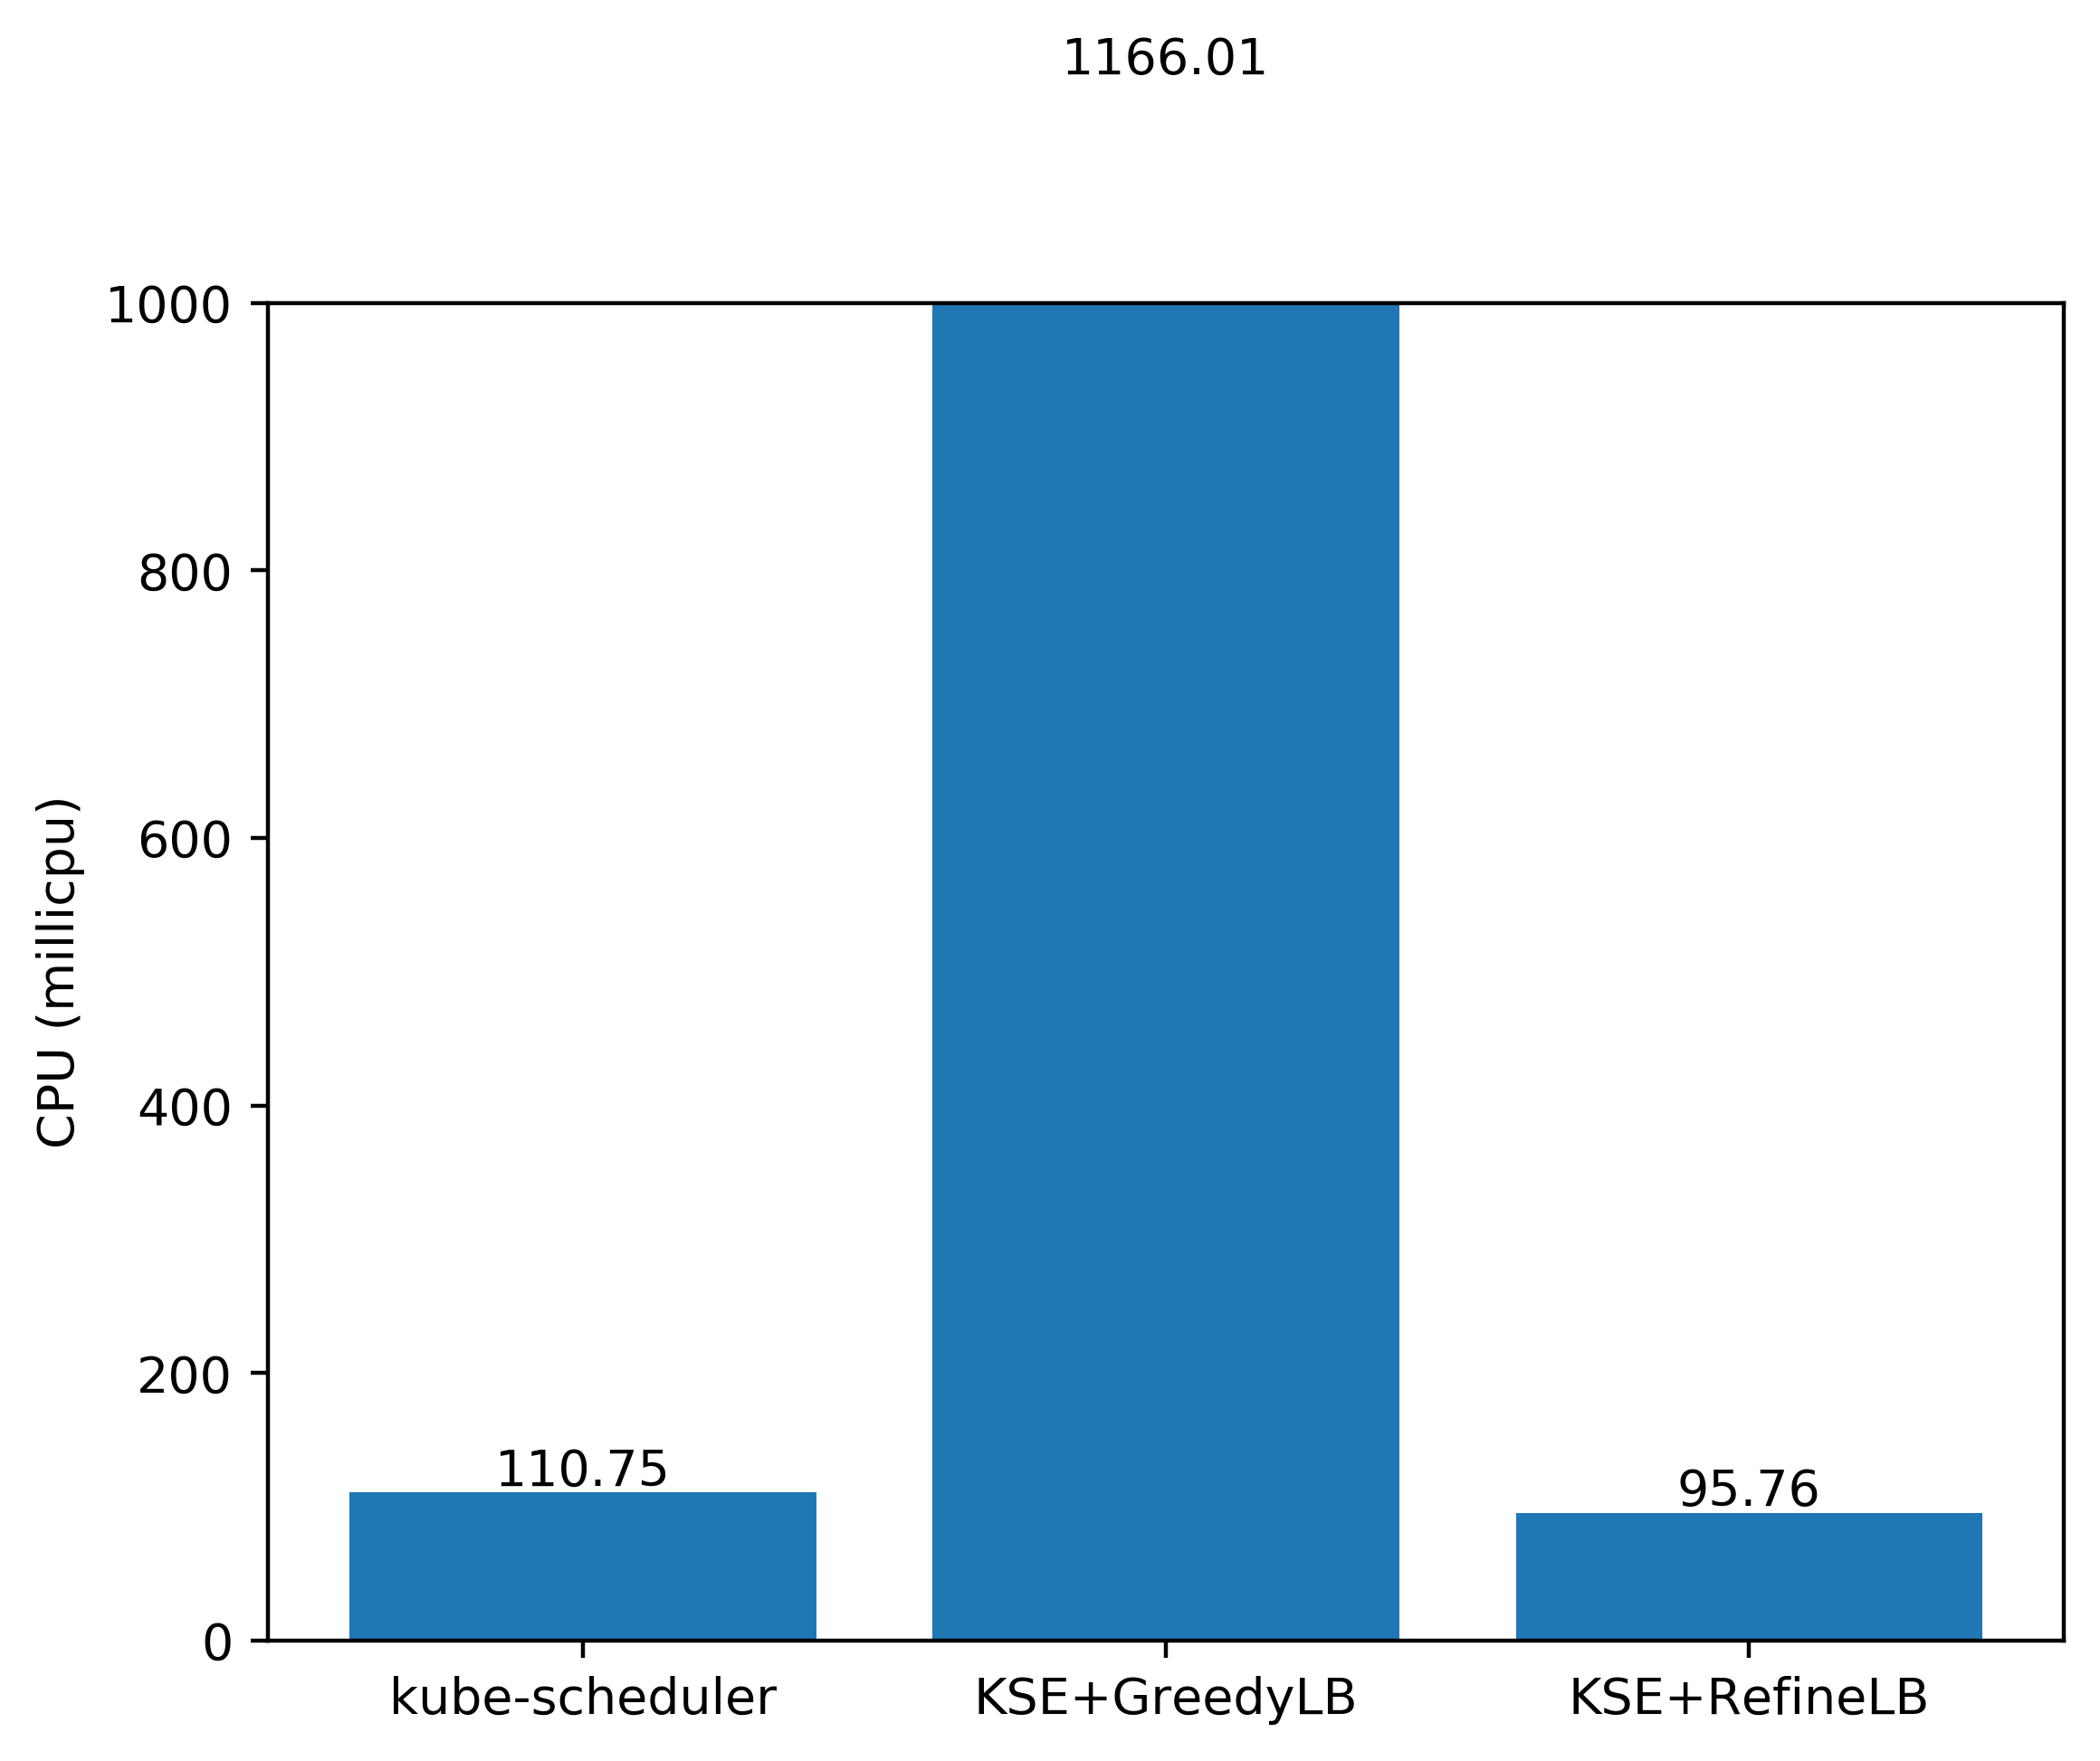 1166.01
1000
800
600
400
200
0
CPU (millicpu)
110.75
95.76
kube-scheduler
KSE+GreedyLB
KSE+RefineLB